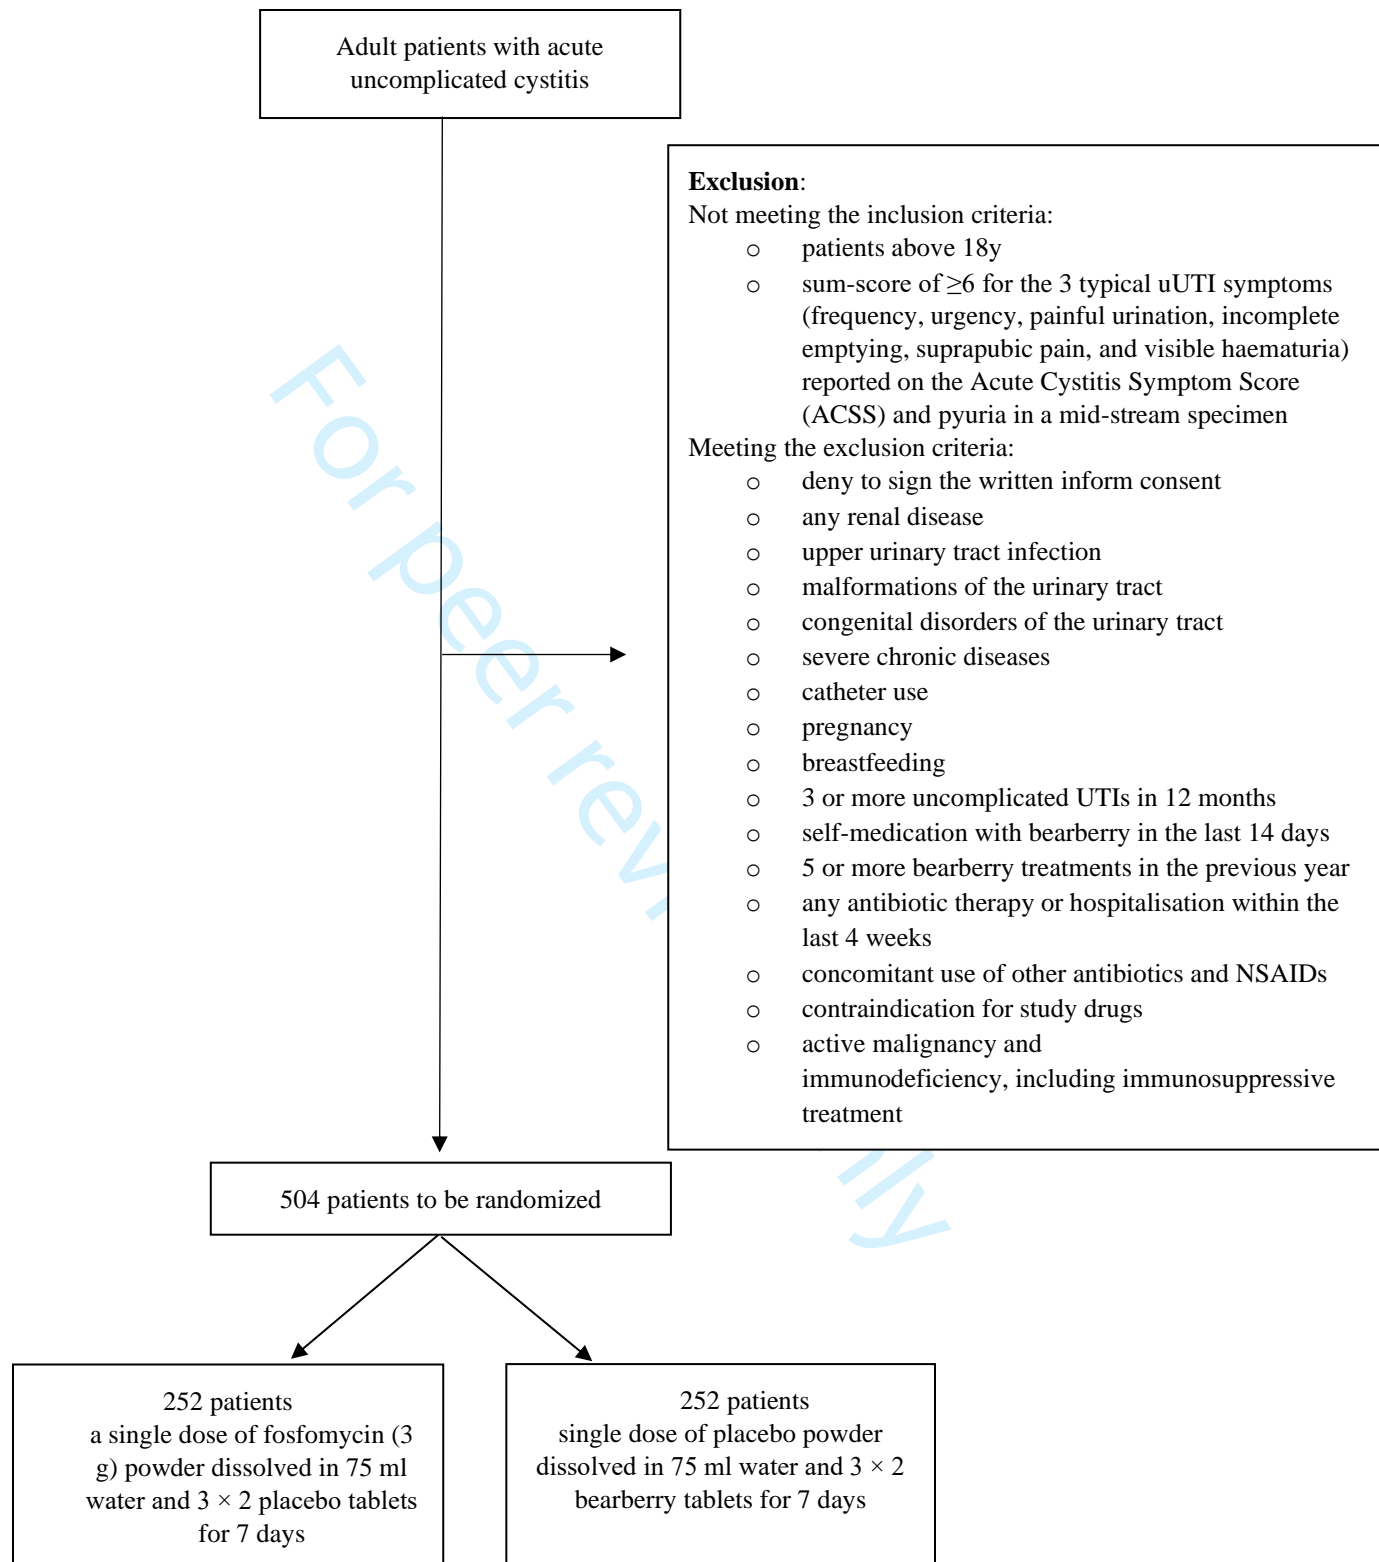 Adult patients with acute
uncomplicated cystitis
Exclusion:
Not meeting the inclusion criteria:
o patients above 18y
o sum-score of ≥6 for the 3 typical uUTI symptoms
(frequency, urgency, painful urination, incomplete
emptying, suprapubic pain, and visible haematuria)
reported on the Acute Cystitis Symptom Score
(ACSS) and pyuria in a mid-stream specimen
Meeting the exclusion criteria:
o deny to sign the written inform consent
o any renal disease
o upper urinary tract infection
o malformations of the urinary tract
o congenital disorders of the urinary tract
o severe chronic diseases
o catheter use
o pregnancy
o breastfeeding
o 3 or more uncomplicated UTIs in 12 months
o self-medication with bearberry in the last 14 days
o 5 or more bearberry treatments in the previous year
o any antibiotic therapy or hospitalisation within the
last 4 weeks
o concomitant use of other antibiotics and NSAIDs
o contraindication for study drugs
o active malignancy and
immunodeficiency, including immunosuppressive
treatment
504 patients to be randomized
252 patients
a single dose of fosfomycin (3
g) powder dissolved in 75 ml
water and 3 × 2 placebo tablets
for 7 days
252 patients
single dose of placebo powder
dissolved in 75 ml water and 3 × 2
bearberry tablets for 7 days
For peer revi
ly